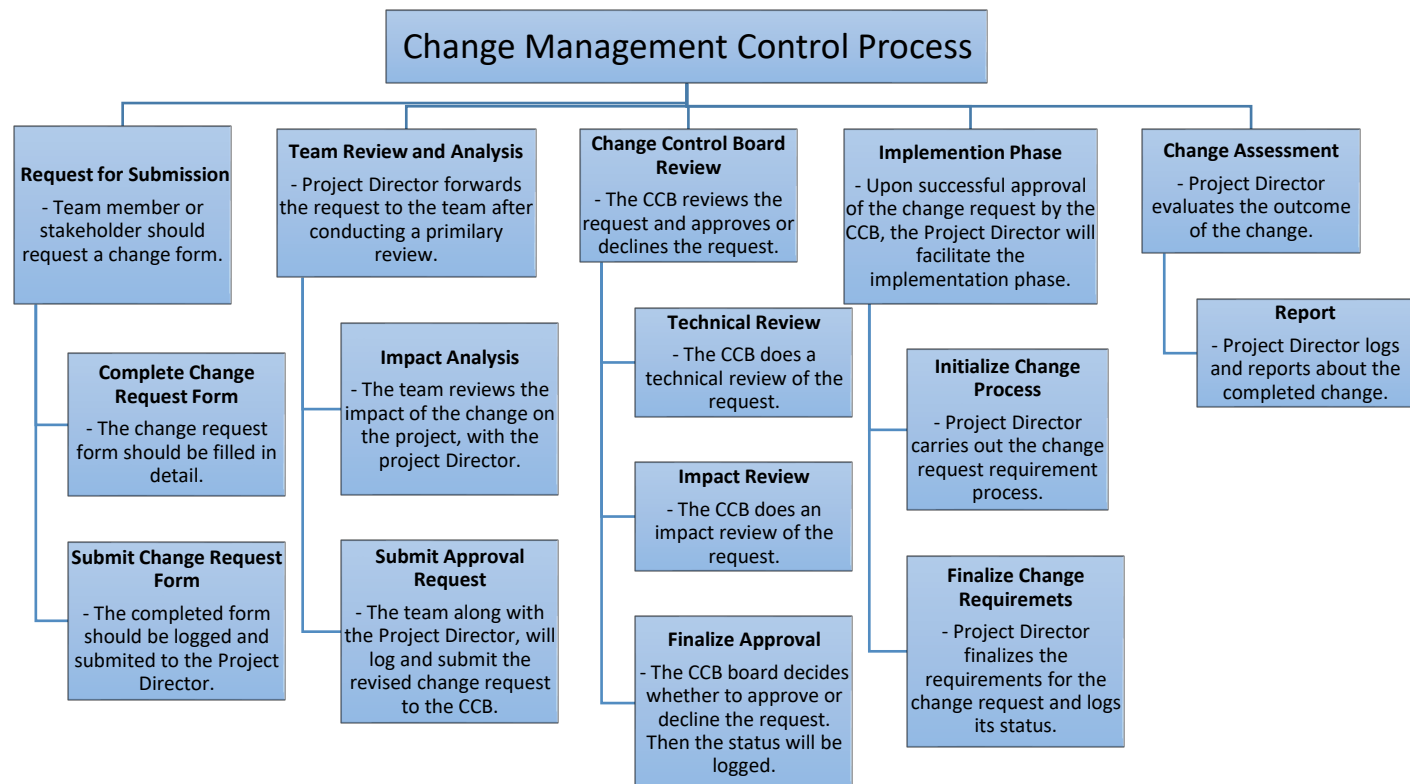 Change Management Control Process
Request for Submission
- Team member or
stakeholder should
request a change form.
Complete Change
Request Form
- The change request
form should be filled in
detail.
Submit Change Request
Form
- The completed form
should be logged and
submited to the Project
Director.
Team Review and Analysis
- Project Director forwards
the request to the team after
conducting a primilary
review.
Impact Analysis
- The team reviews the
impact of the change on
the project, with the
project Director.
Submit Approval
Request
- The team along with
the Project Director, will
log and submit the
revised change request
to the CCB.
Change Control Board
Review
- The CCB reviews the
request and approves or
declines the request.
Technical Review
- The CCB does a
technical review of the
request.
Impact Review
- The CCB does an
impact review of the
request.
Finalize Approval
- The CCB board decides
whether to approve or
decline the request.
Then the status will be
logged.
Implemention Phase
- Upon successful approval
of the change request by the
CCB, the Project Director will
facilitate the
implementation phase.
Initialize Change
Process
- Project Director
carries out the change
request requirement
process.
Finalize Change
Requiremets
- Project Director
finalizes the
requirements for the
change request and logs
its status.
Change Assessment
- Project Director
evaluates the outcome
of the change.
Report
- Project Director logs
and reports about the
completed change.